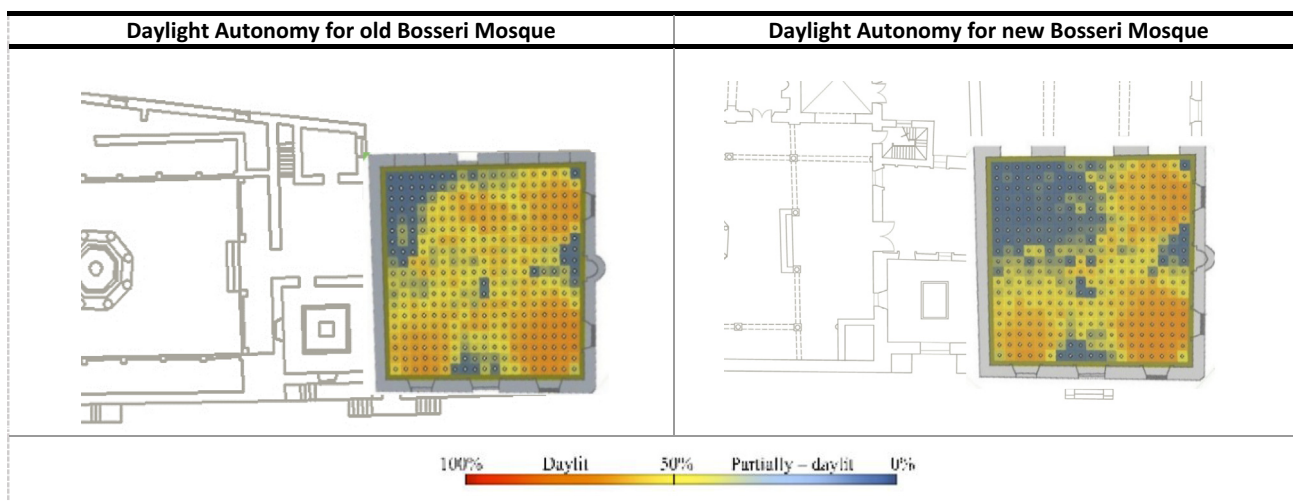 Daylight Autonomy for old Bosseri Mosque
Daylight Autonomy for new Bosseri Mosque
100% Daylit 50% Partially – daylit 0%